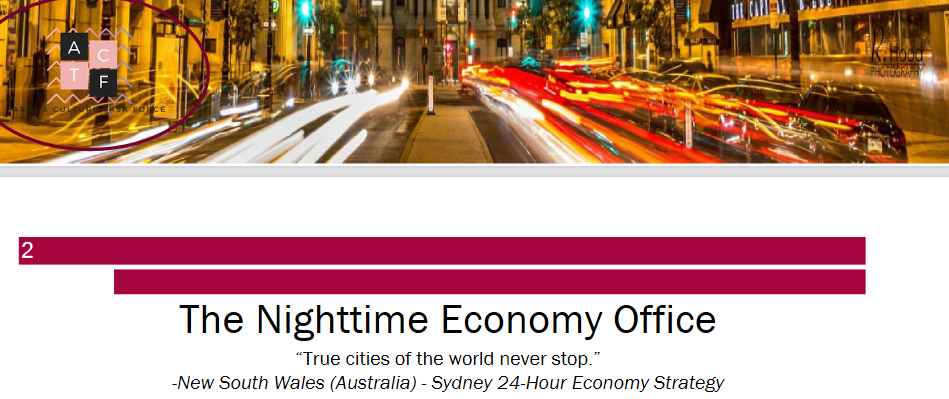 A
C
T
F
R. Hood
PHOTOGRAPHY
2
The Nighttime Economy Office
“True cities of the world never stop.”
-New South Wales (Australia) - Sydney 24-Hour Economy Strategy